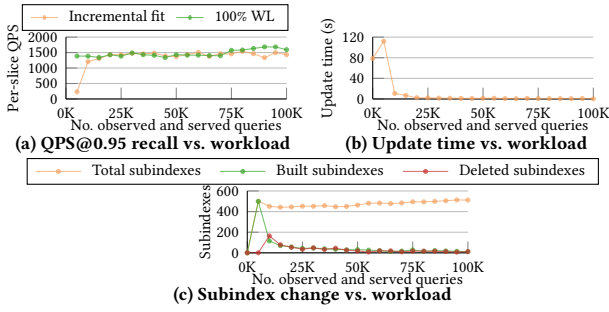 Incremental fit 100% WL
Per-slice QPS
2000
1500
1000
500
0
0K 25K 50K 75K 100K
No. observed and served queries
(a) QPS@0.95 recall vs. workload
Update time (s)
120
80
40
0
0K 25K 50K 75K 100K
No. observed and served queries
(b) Update time vs. workload
Total subindexes Built subindexes Deleted subindexes
Subindexes
600
400
200
0
0K 25K 50K 75K 100K
No. observed and served queries
(c) Subindex change vs. workload